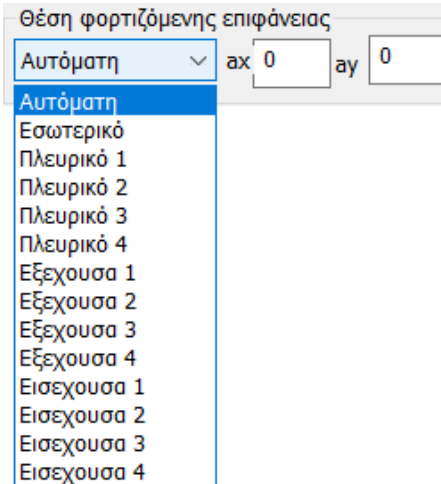 Θέση φορτιζόμενης επιφάνειας
Αυτόματη ax 0 ay 0
Αυτόματη
Εσωτερικό
Πλευρικό 1
Πλευρικό 2
Πλευρικό 3
Πλευρικό 4
Εξεχουσα 1
Εξεχουσα 2
Εξεχουσα 3
Εξεχουσα 4
Εισεχουσα 1
Εισεχουσα 2
Εισεχουσα 3
Εισεχουσα 4